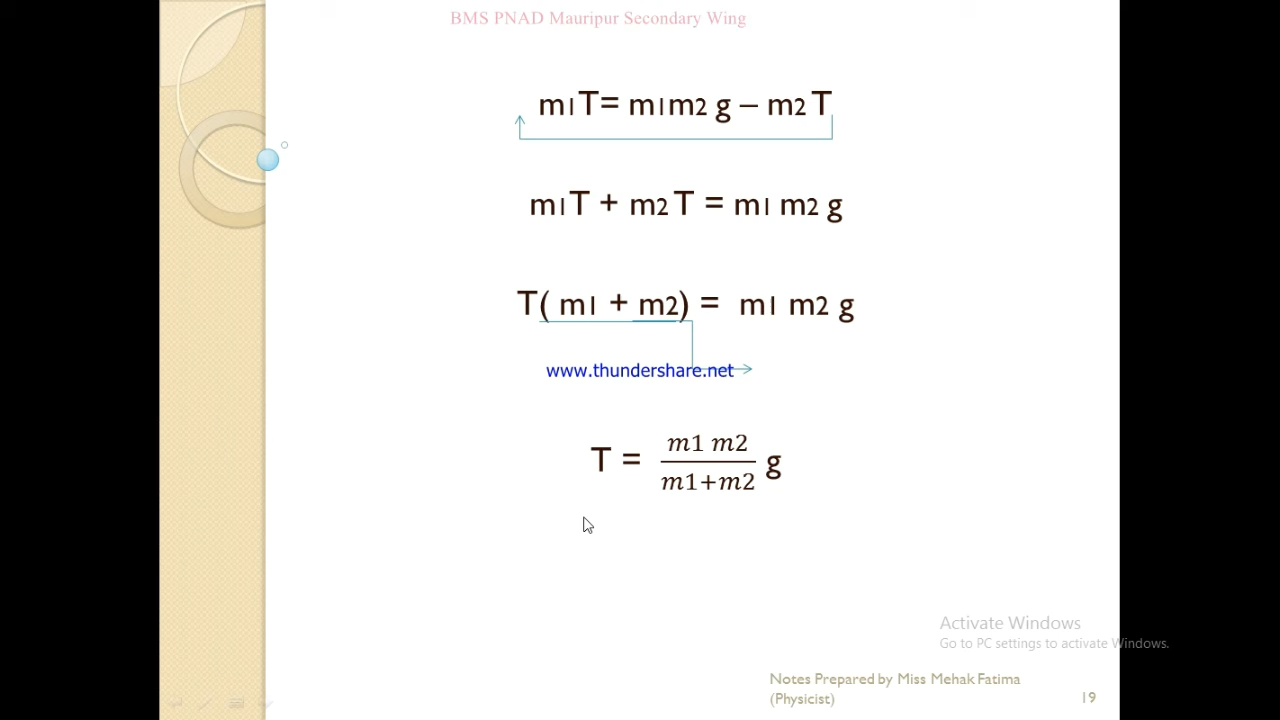 BMS PNAD Mauripur Secondary Wing
m1T= m1m2 g – m2 T
m1T + m2 T = m1 m2 g
T( m1 + m2) = m1 m2 g
www.thundershare.net
T = m1 m2 / m1+m2 g
Activate Windows
Go to PC settings to activate Windows.
Notes Prepared by Miss Mehak Fatima
(Physicist)
19